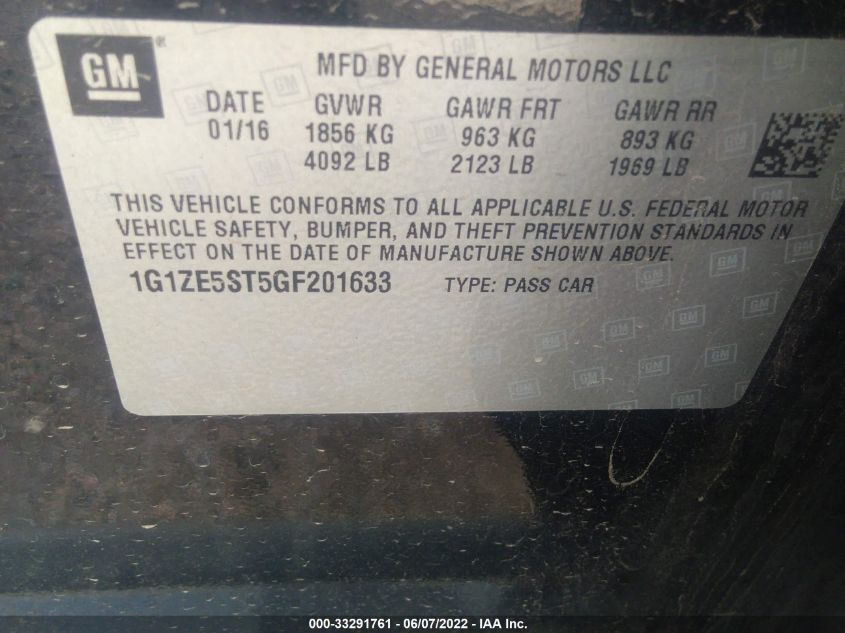 GM ®
MFD BY GENERAL MOTORS LLC
DATE GVWR GAWR FRT GAWR RR
01/16 1856 KG 963 KG 893 KG
4092 LB 2123 LB 1969 LB
THIS VEHICLE CONFORMS TO ALL APPLICABLE U.S. FEDERAL MOTOR
VEHICLE SAFETY, BUMPER, AND THEFT PREVENTION STANDARDS IN
EFFECT ON THE DATE OF MANUFACTURE SHOWN ABOVE.
1G1ZE5ST5GF201633 TYPE: PASS CAR
000-33291761 - 06/07/2022 - IAA Inc.